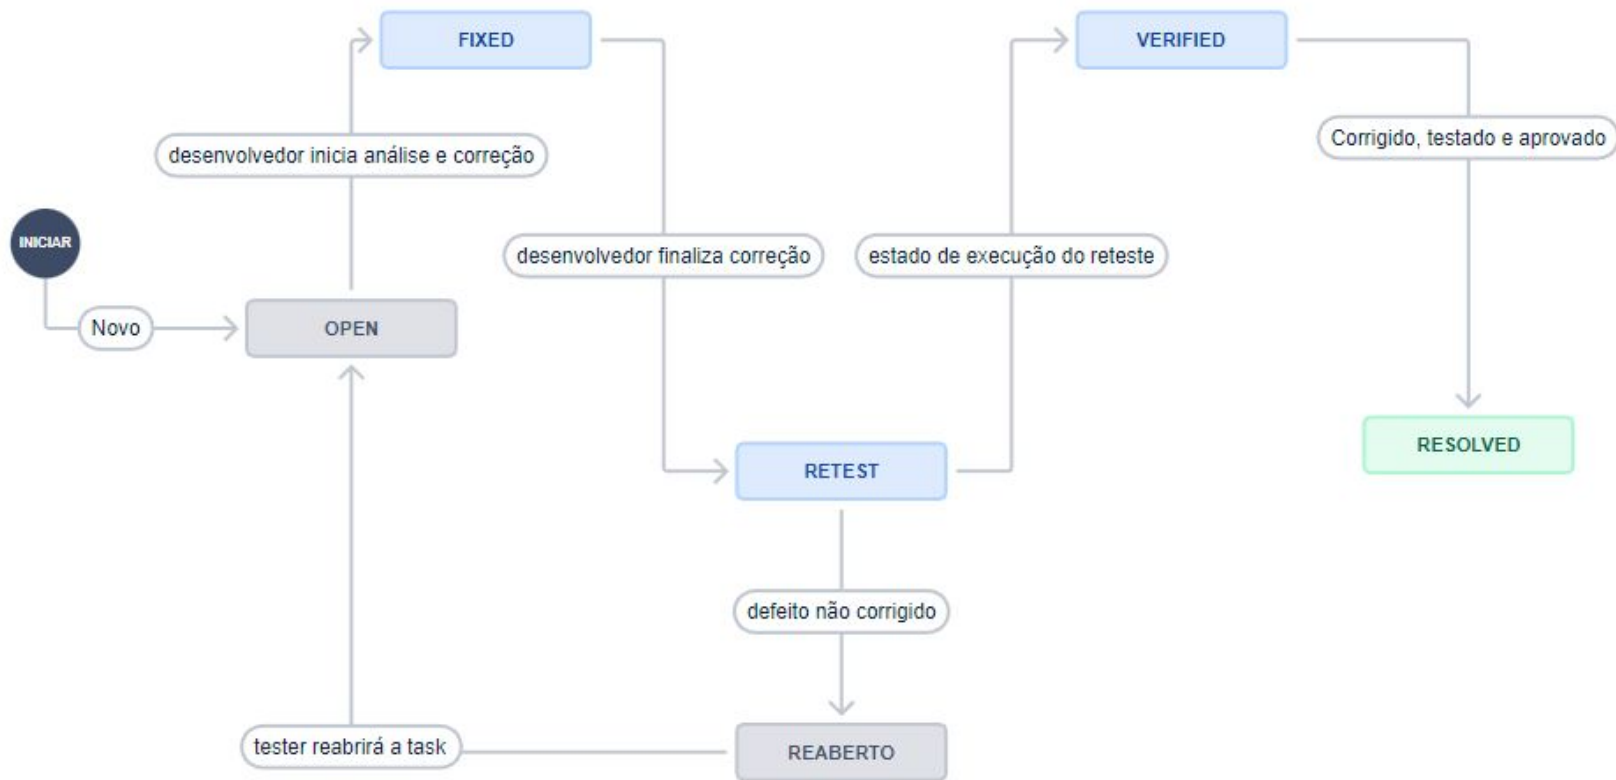 FIXED
VERIFIED
desenvolvedor inicia análise e correção
Corrigido, testado e aprovado
INICIAR
desenvolvedor finaliza correção
estado de execução do reteste
Novo
OPEN
RESOLVED
RETEST
defeito não corrigido
tester reabrirá a task
REABERTO